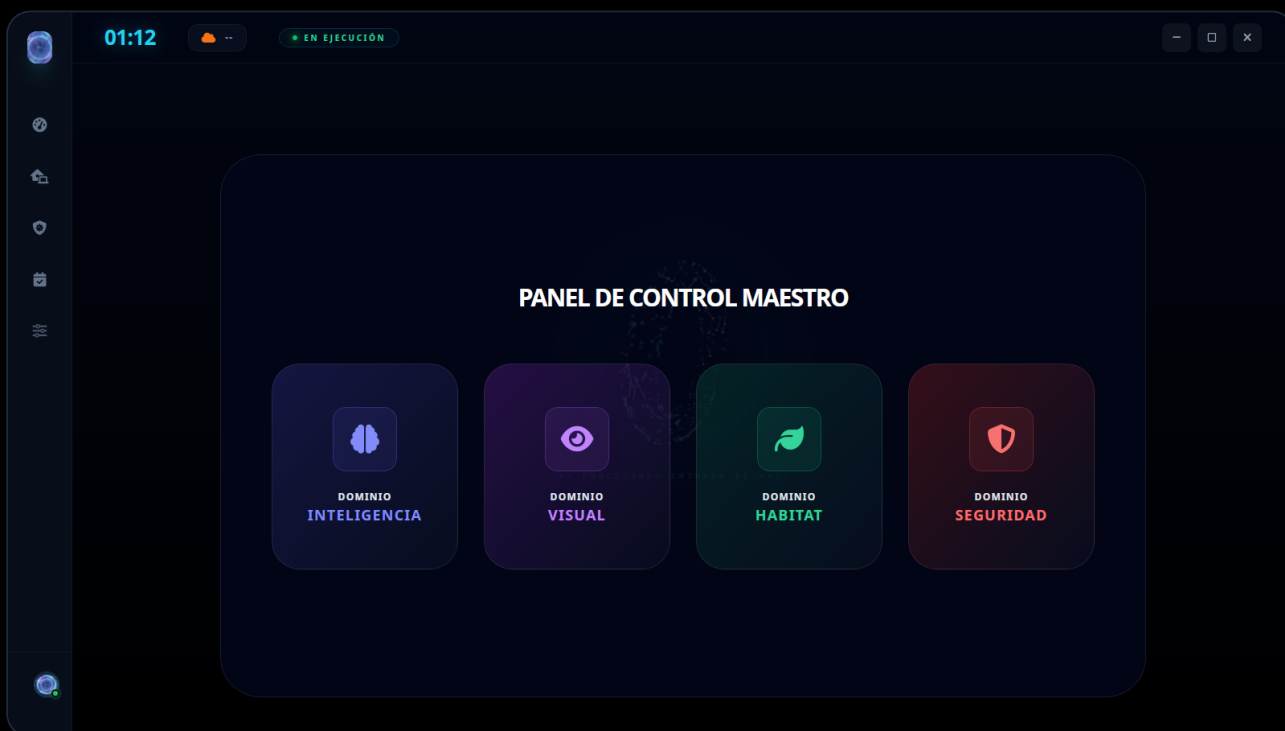 01:12
--
EN EJECUCIÓN
PANEL DE CONTROL MAESTRO
DOMINIO
INTELIGENCIA
DOMINIO
VISUAL
DOMINIO
HABITAT
DOMINIO
SEGURIDAD